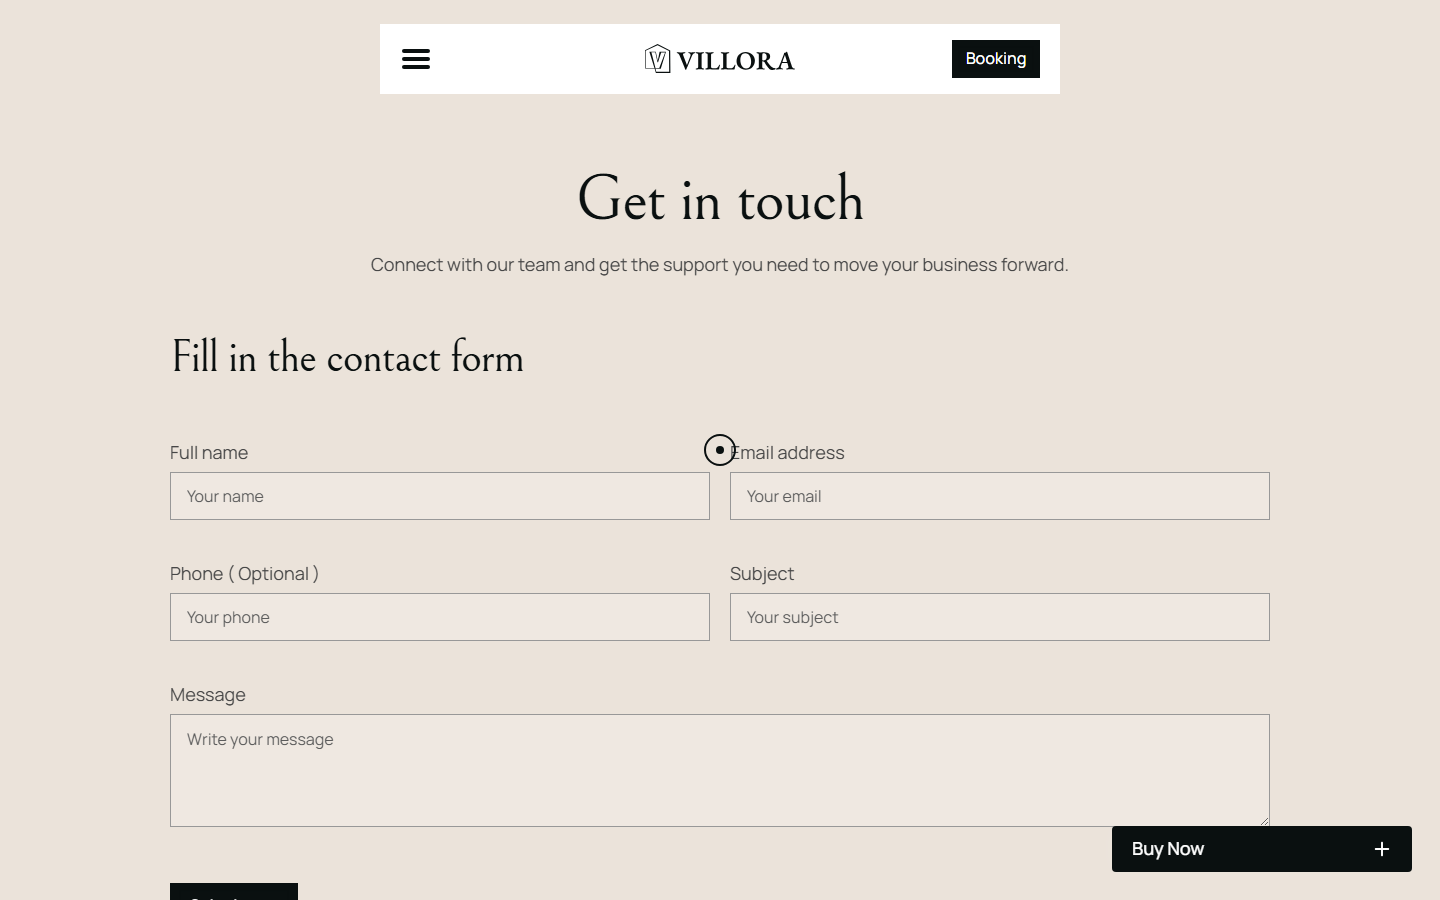 VILLORA
Booking
Get in touch
Connect with our team and get the support you need to move your business forward.
Fill in the contact form
Full name
Email address
Your name
Your email
Phone ( Optional )
Subject
Your phone
Your subject
Message
Write your message
Buy Now